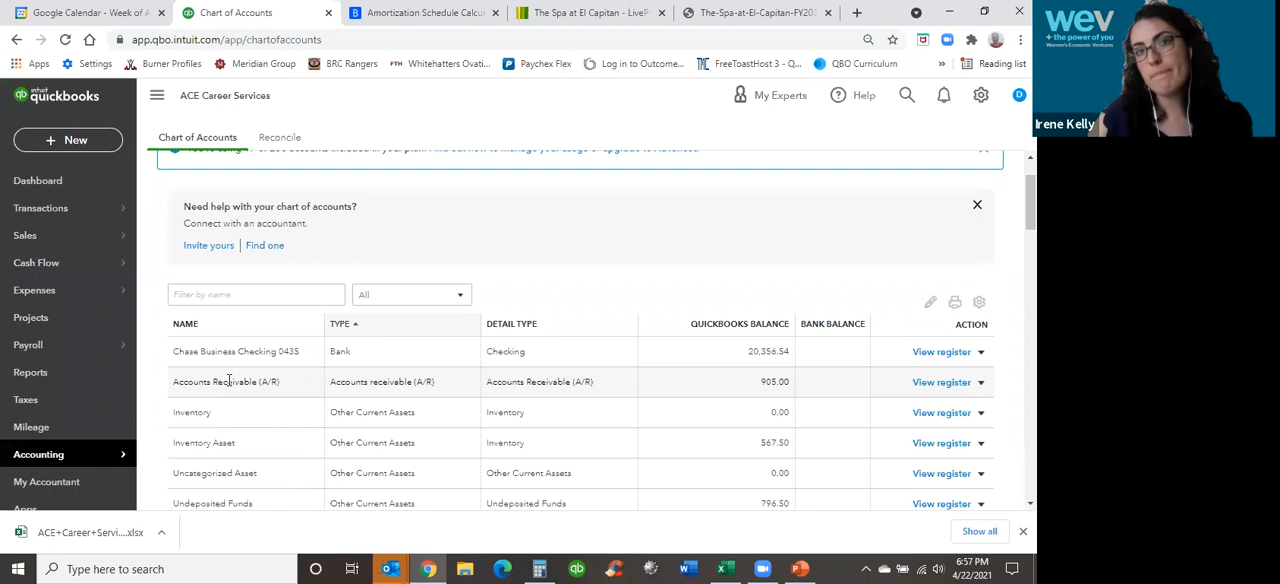 Google Calendar - Week of A
Chart of Accounts
Amortization Schedule Calcu
The Spa at El Capitan - LivePl
The-Spa-at-El-Capitan-FY202
app.qbo.intuit.com/app/chartofaccounts
Apps
Settings
Burner Profiles
Meridian Group
BRC Rangers
FTH
Whitehatters Ovati...
Paychex Flex
Log in to Outcome...
FreeToastHost 3 - Q...
QBO Curriculum
»
Reading list
wev
+ the power of you
Women's Economic Ventures
Irene Kelly
intuit
quickbooks
ACE Career Services
My Experts
Help
D
+ New
Dashboard
Transactions
Sales
Cash Flow
Expenses
Projects
Payroll
Reports
Taxes
Mileage
Accounting
My Accountant
Apps
Chart of Accounts
Reconcile
Need help with your chart of accounts?
Connect with an accountant.
Invite yours | Find one
Filter by name
All
NAME TYPE DETAIL TYPE QUICKBOOKS BALANCE BANK BALANCE ACTION
Chase Business Checking 0435 Bank Checking 20,356.54 View register
Accounts Receivable (A/R) Accounts receivable (A/R) Accounts Receivable (A/R) 905.00 View register
Inventory Other Current Assets Inventory 0.00 View register
Inventory Asset Other Current Assets Inventory 567.50 View register
Uncategorized Asset Other Current Assets Other Current Assets 0.00 View register
Undeposited Funds Other Current Assets Undeposited Funds 796.50 View register
ACE+Career+Servi....xlsx
Show all
Type here to search
6:57 PM
4/22/2021